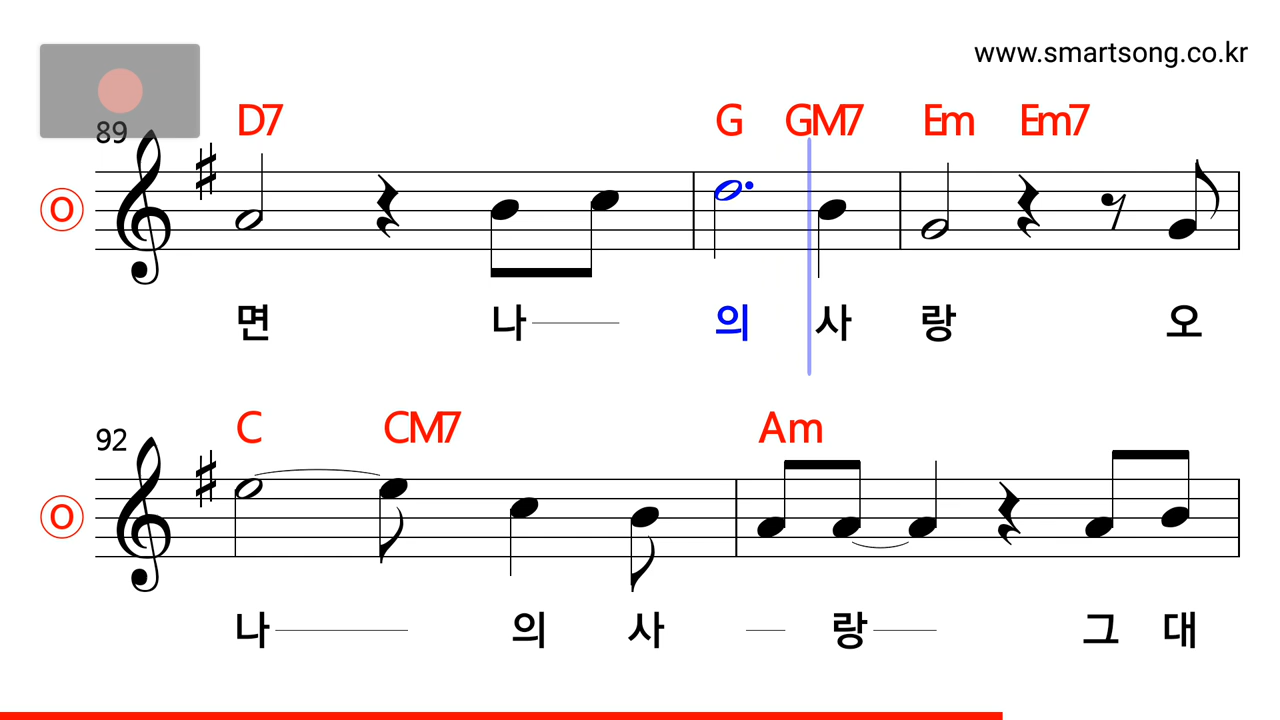 www.smartsong.co.kr
D7 G GM7 Em Em7
89
O
면 나 의 사 랑 오
C CM7 Am
92
O
나 의 사 랑 그 대